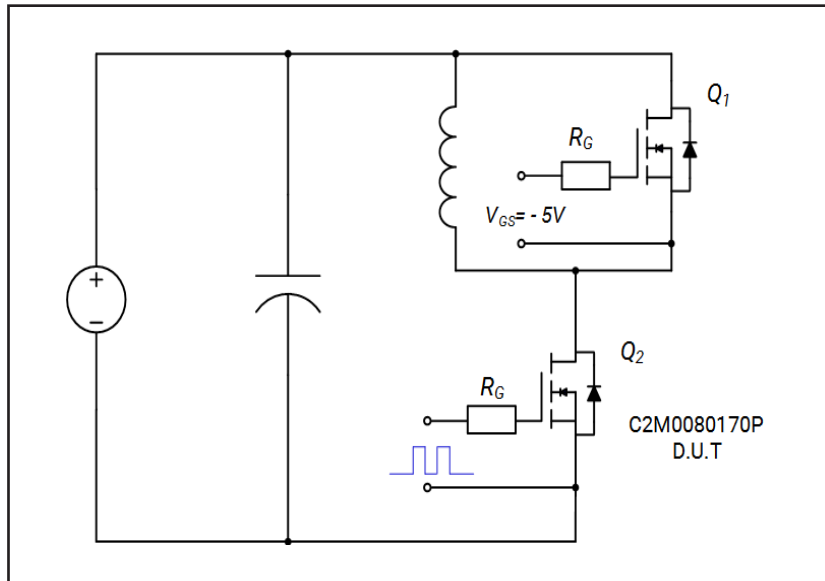 Q1
RG
VGS= - 5V
+
−
Q2
RG
C2M0080170P
D.U.T